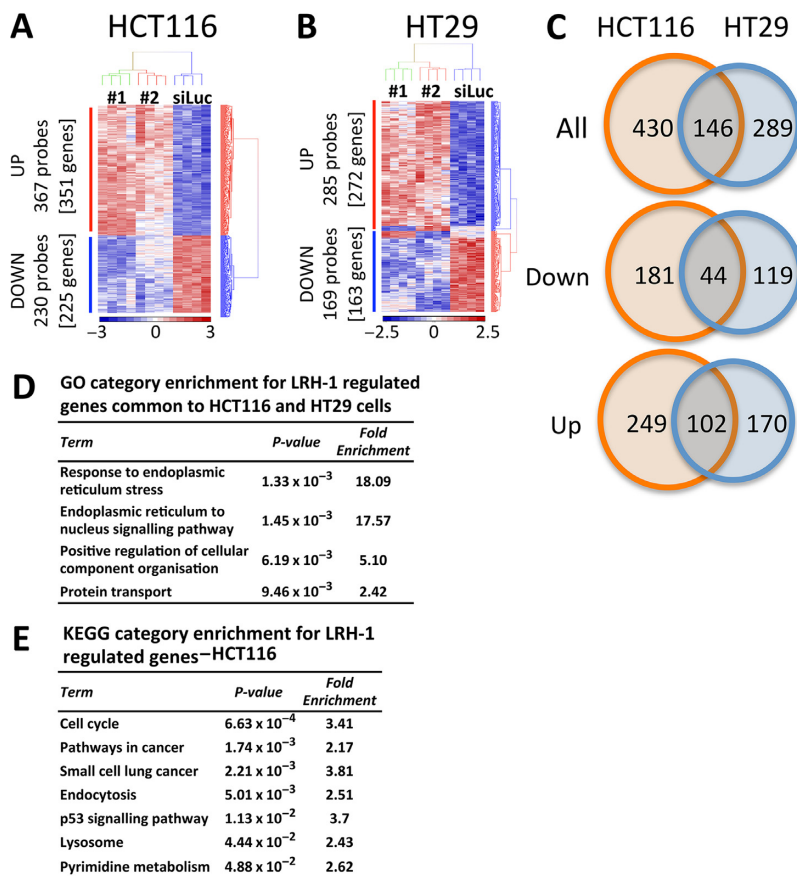 A
HCT116
#1 #2 siLuc
UP
367 probes
[351 genes]
DOWN
230 probes
[225 genes]
−3 0 3
B
HT29
#1 #2 siLuc
UP
285 probes
[272 genes]
DOWN
169 probes
[163 genes]
−2.5 0 2.5
C
HCT116 HT29
All 430 146 289
Down 181 44 119
Up 249 102 170
D
GO category enrichment for LRH-1 regulated
genes common to HCT116 and HT29 cells
Term P-value Fold
Enrichment
Response to endoplasmic
reticulum stress 1.33 x 10⁻³ 18.09
Endoplasmic reticulum to
nucleus signalling pathway 1.45 x 10⁻³ 17.57
Positive regulation of cellular
component organisation 6.19 x 10⁻³ 5.10
Protein transport 9.46 x 10⁻³ 2.42
E
KEGG category enrichment for LRH-1
regulated genes−HCT116
Term P-value Fold
Enrichment
Cell cycle 6.63 x 10⁻⁴ 3.41
Pathways in cancer 1.74 x 10⁻³ 2.17
Small cell lung cancer 2.21 x 10⁻³ 3.81
Endocytosis 5.01 x 10⁻³ 2.51
p53 signalling pathway 1.13 x 10⁻² 3.7
Lysosome 4.44 x 10⁻² 2.43
Pyrimidine metabolism 4.88 x 10⁻² 2.62